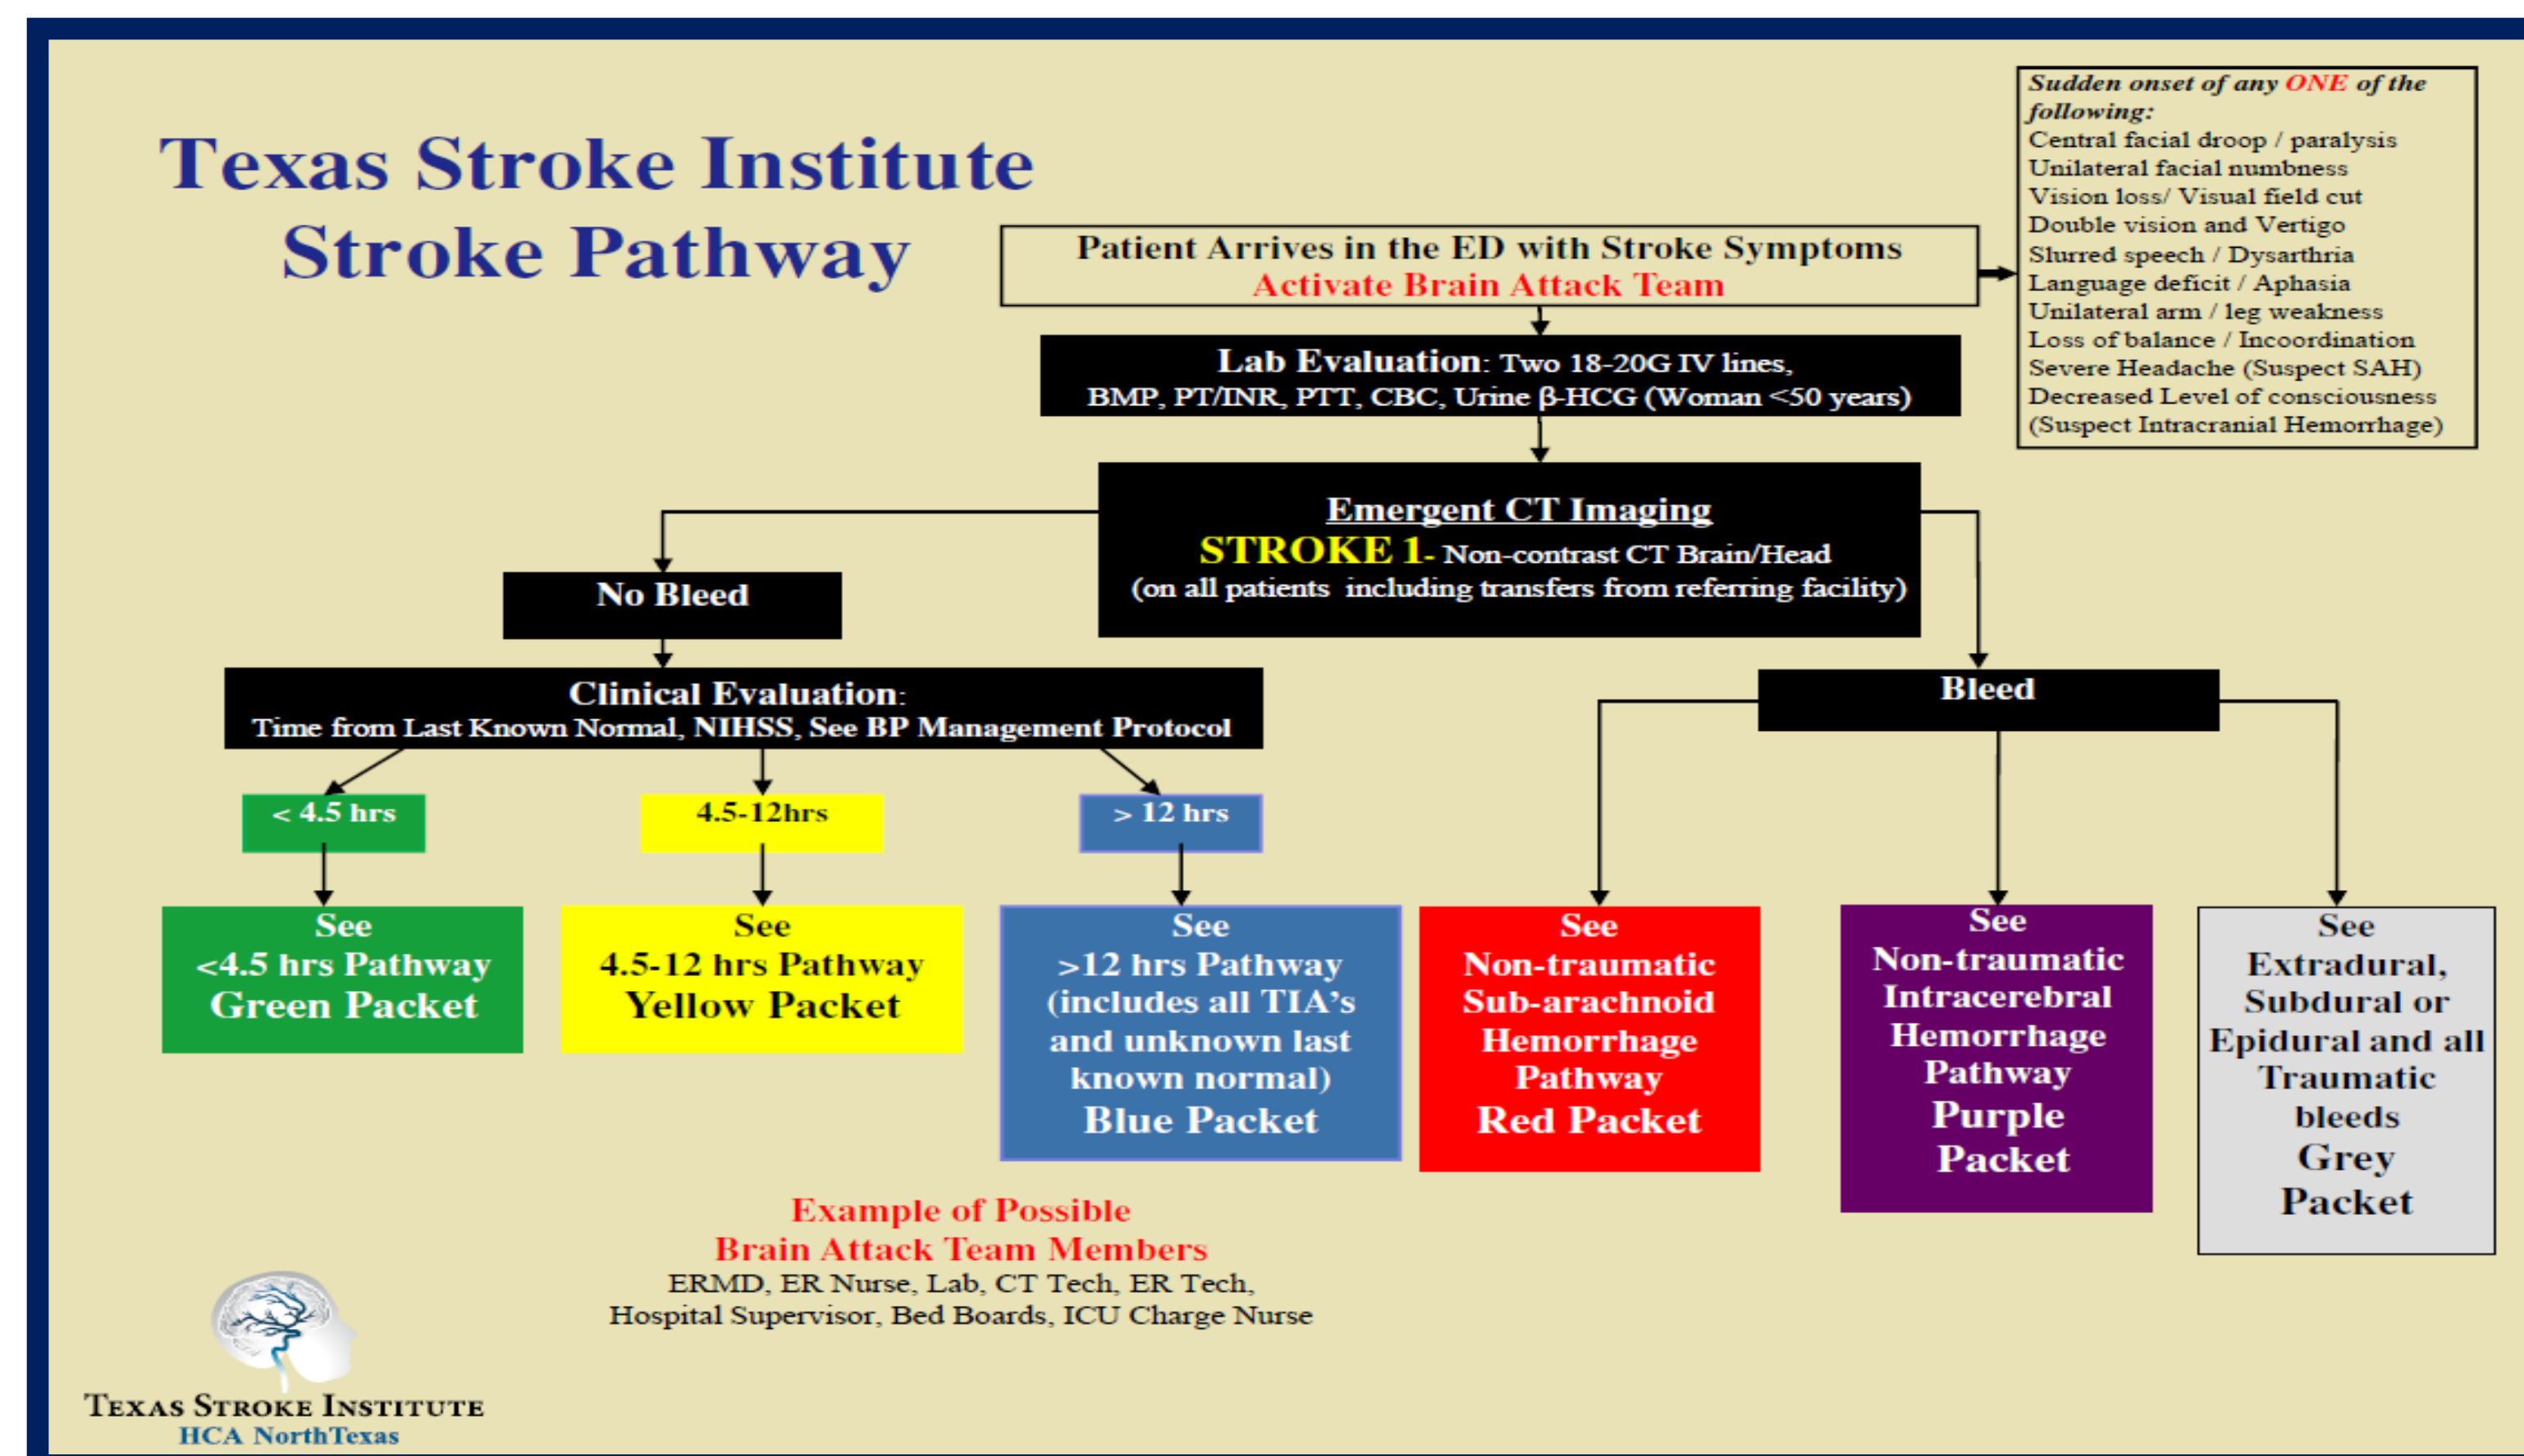 Texas Stroke Institute
Stroke Pathway
Sudden onset of any ONE of the
following:
Central facial droop / paralysis
Unilateral facial numbness
Vision loss/ Visual field cut
Double vision and Vertigo
Slurred speech / Dysarthria
Language deficit / Aphasia
Unilateral arm / leg weakness
Loss of balance / Incoordination
Severe Headache (Suspect SAH)
Decreased Level of consciousness
(Suspect Intracranial Hemorrhage)
Patient Arrives in the ED with Stroke Symptoms
Activate Brain Attack Team
Lab Evaluation: Two 18-20G IV lines,
BMP, PT/INR, PTT, CBC, Urine β-HCG (Woman <50 years)
Emergent CT Imaging
STROKE 1- Non-contrast CT Brain/Head
(on all patients including transfers from referring facility)
No Bleed
Clinical Evaluation:
Time from Last Known Normal, NIHSS, See BP Management Protocol
Bleed
< 4.5 hrs
4.5-12hrs
> 12 hrs
See
<4.5 hrs Pathway
Green Packet
See
4.5-12 hrs Pathway
Yellow Packet
See
>12 hrs Pathway
(includes all TIA's
and unknown last
known normal)
Blue Packet
See
Non-traumatic
Sub-arachnoid
Hemorrhage
Pathway
Red Packet
See
Non-traumatic
Intracerebral
Hemorrhage
Pathway
Purple
Packet
See
Extradural,
Subdural or
Epidural and all
Traumatic
bleeds
Grey
Packet
Example of Possible
Brain Attack Team Members
ERMD, ER Nurse, Lab, CT Tech, ER Tech,
Hospital Supervisor, Bed Boards, ICU Charge Nurse
TEXAS STROKE INSTITUTE
HCA NorthTexas